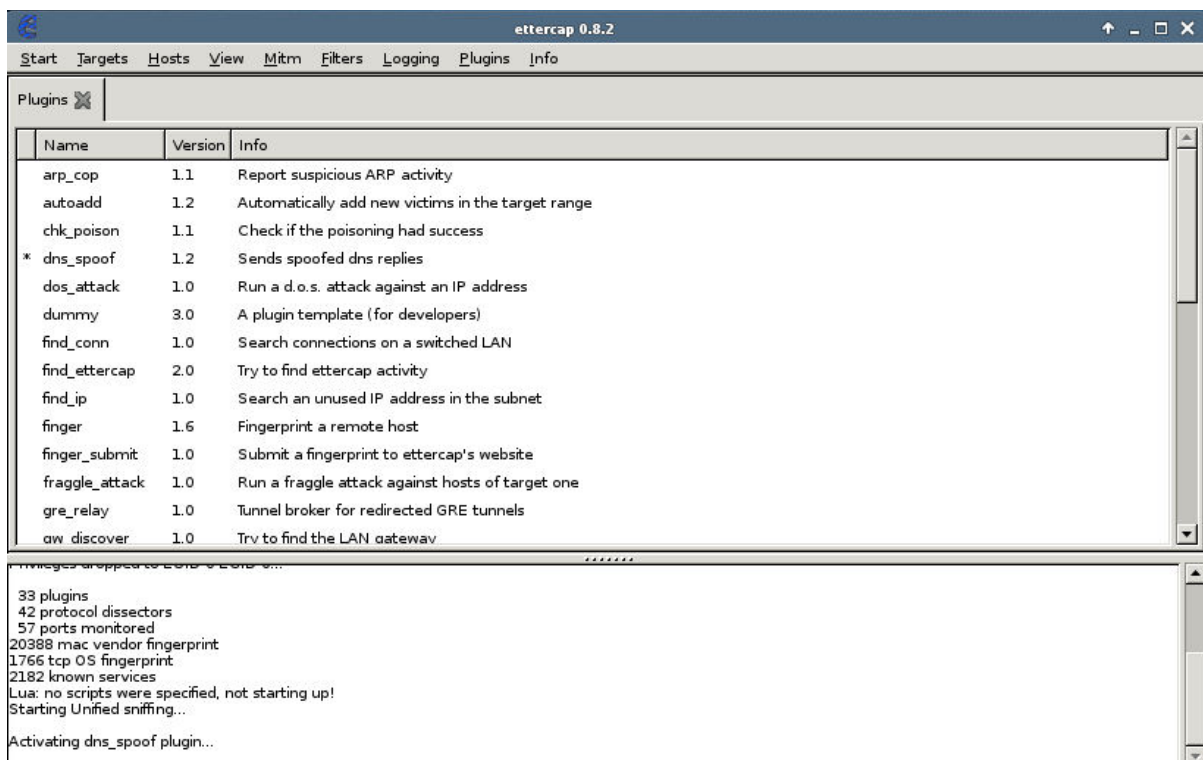 ettercap 0.8.2
Start Targets Hosts View Mitm Filters Logging Plugins Info
Plugins
Name Version Info
arp_cop 1.1 Report suspicious ARP activity
autoadd 1.2 Automatically add new victims in the target range
chk_poison 1.1 Check if the poisoning had success
* dns_spoof 1.2 Sends spoofed dns replies
dos_attack 1.0 Run a d.o.s. attack against an IP address
dummy 3.0 A plugin template (for developers)
find_conn 1.0 Search connections on a switched LAN
find_ettercap 2.0 Try to find ettercap activity
find_ip 1.0 Search an unused IP address in the subnet
finger 1.6 Fingerprint a remote host
finger_submit 1.0 Submit a fingerprint to ettercap's website
fraggle_attack 1.0 Run a fraggle attack against hosts of target one
gre_relay 1.0 Tunnel broker for redirected GRE tunnels
gw_discover 1.0 Try to find the LAN gateway
33 plugins
42 protocol dissectors
57 ports monitored
20388 mac vendor fingerprint
1766 tcp OS fingerprint
2182 known services
Lua: no scripts were specified, not starting up!
Starting Unified sniffing...
Activating dns_spoof plugin...